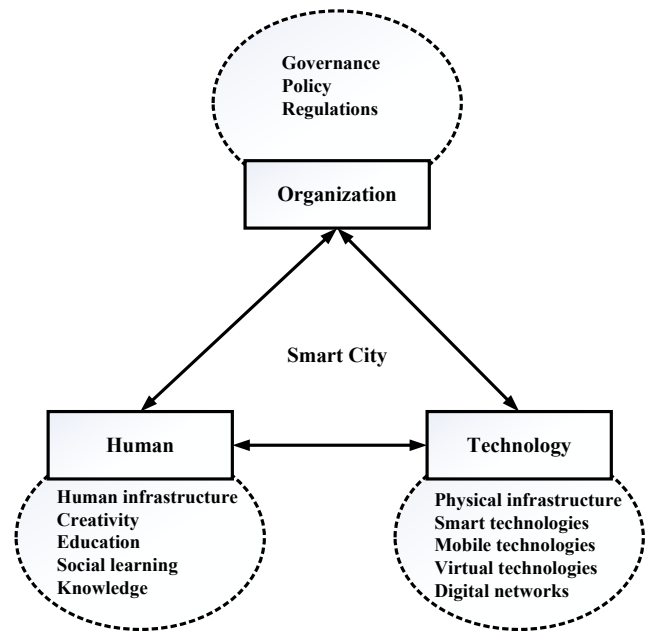 Governance
Policy
Regulations
Organization
Smart City
Human
Human infrastructure
Creativity
Education
Social learning
Knowledge
Technology
Physical infrastructure
Smart technologies
Mobile technologies
Virtual technologies
Digital networks